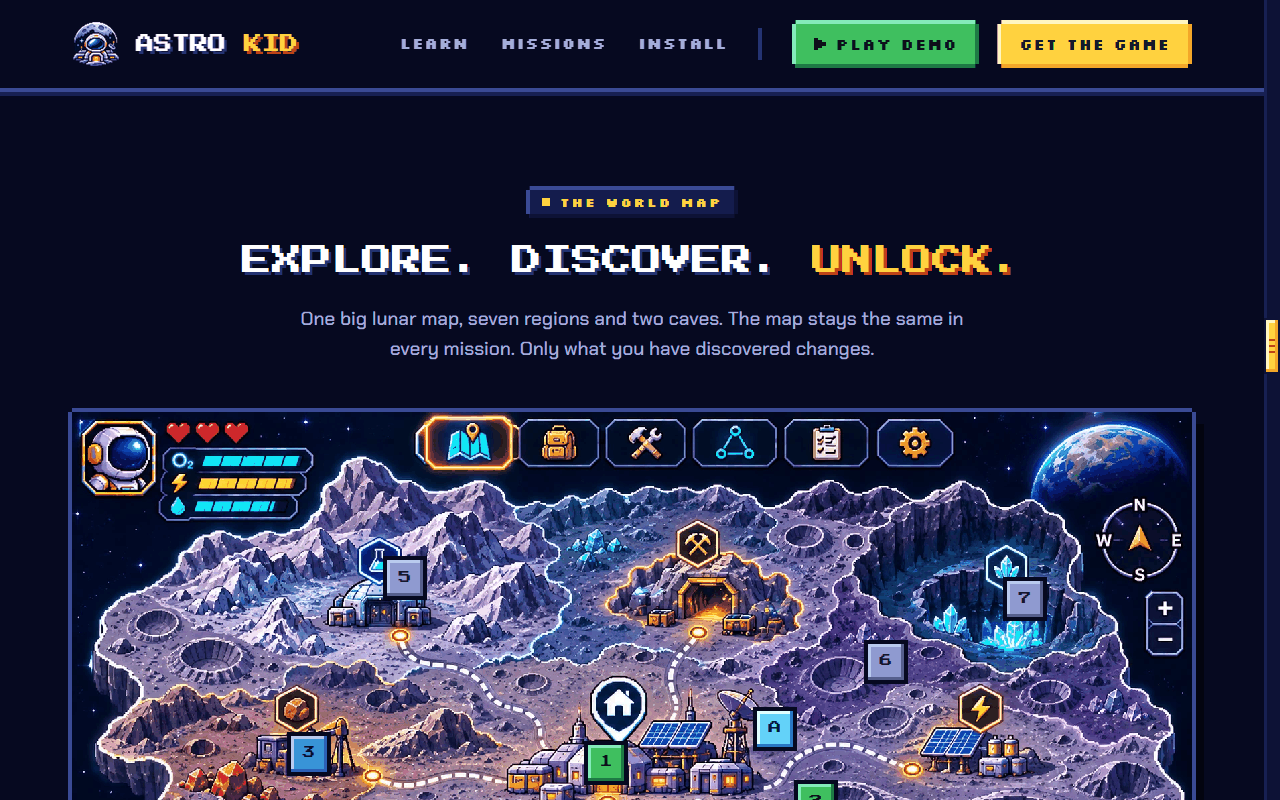 ASTRO KID
LEARN
MISSIONS
INSTALL
PLAY DEMO
GET THE GAME
THE WORLD MAP
EXPLORE. DISCOVER. UNLOCK.
One big lunar map, seven regions and two caves. The map stays the same in
every mission. Only what you have discovered changes.
O₂
N
W E
S
5
7
+
−
6
A
3
1
2